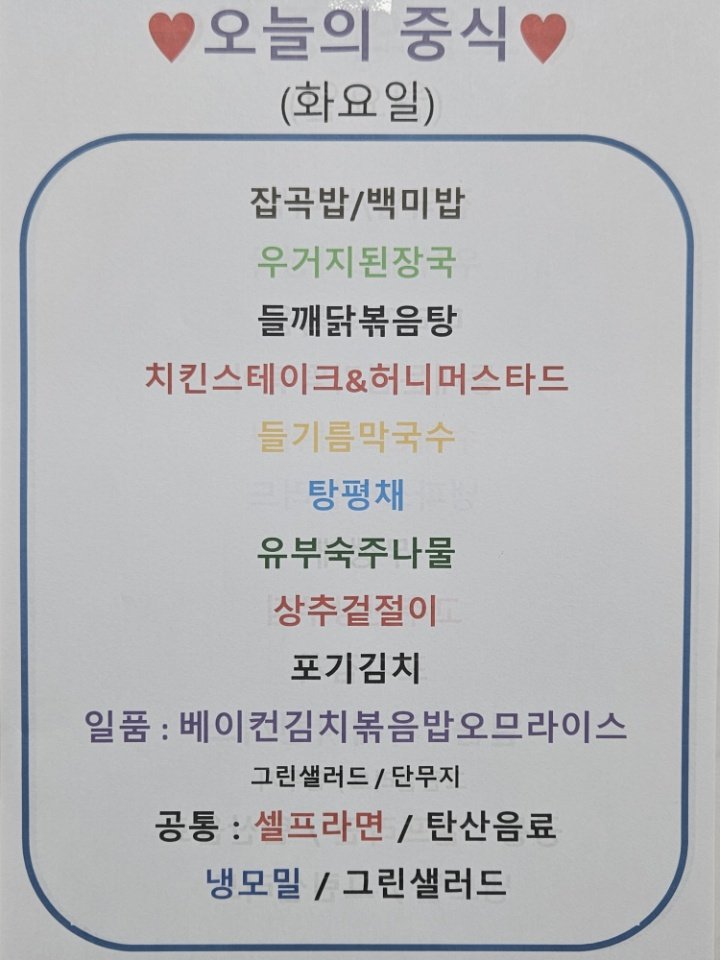 ♥오늘의 중식♥
(화요일)
잡곡밥/백미밥
우거지된장국
들깨닭볶음탕
치킨스테이크&허니머스타드
들기름막국수
탕평채
유부숙주나물
상추겉절이
포기김치
일품 : 베이컨김치볶음밥오므라이스
그린샐러드 / 단무지
공통 : 셀프라면 / 탄산음료
냉모밀 / 그린샐러드